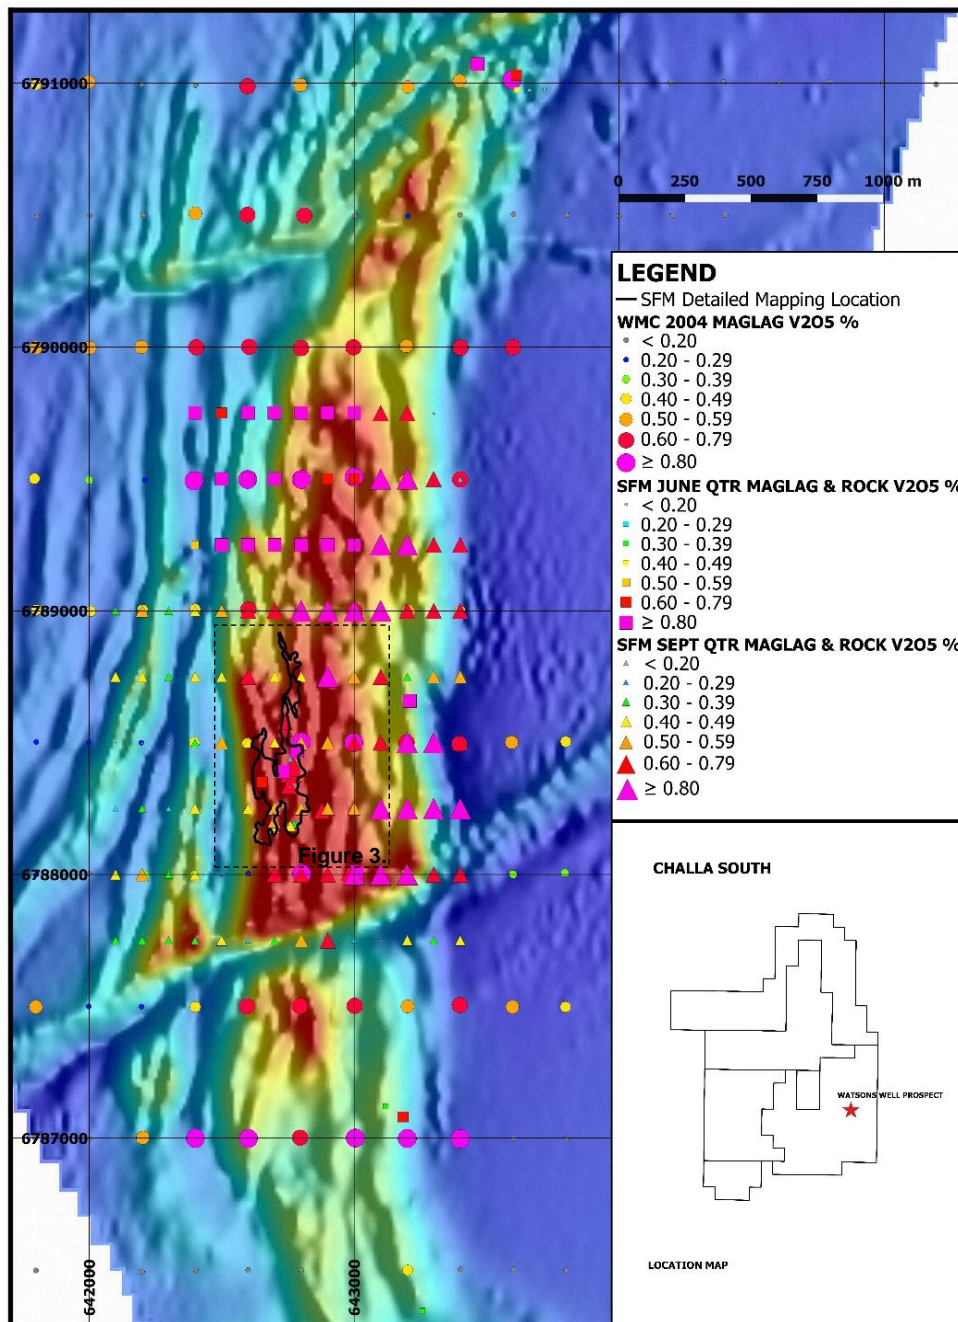 6791000
0 250 500 750 1000 m
LEGEND
SFM Detailed Mapping Location
WMC 2004 MAGLAG V2O5 %
< 0.20
0.20 - 0.29
0.30 - 0.39
0.40 - 0.49
0.50 - 0.59
0.60 - 0.79
≥ 0.80
SFM JUNE QTR MAGLAG & ROCK V2O5 %
< 0.20
0.20 - 0.29
0.30 - 0.39
0.40 - 0.49
0.50 - 0.59
0.60 - 0.79
≥ 0.80
SFM SEPT QTR MAGLAG & ROCK V2O5 %
< 0.20
0.20 - 0.29
0.30 - 0.39
0.40 - 0.49
0.50 - 0.59
0.60 - 0.79
≥ 0.80
6790000
6789000
Figure 3.
6788000
6787000
642000
643000
CHALLA SOUTH
WATSONS WELL PROSPECT
LOCATION MAP